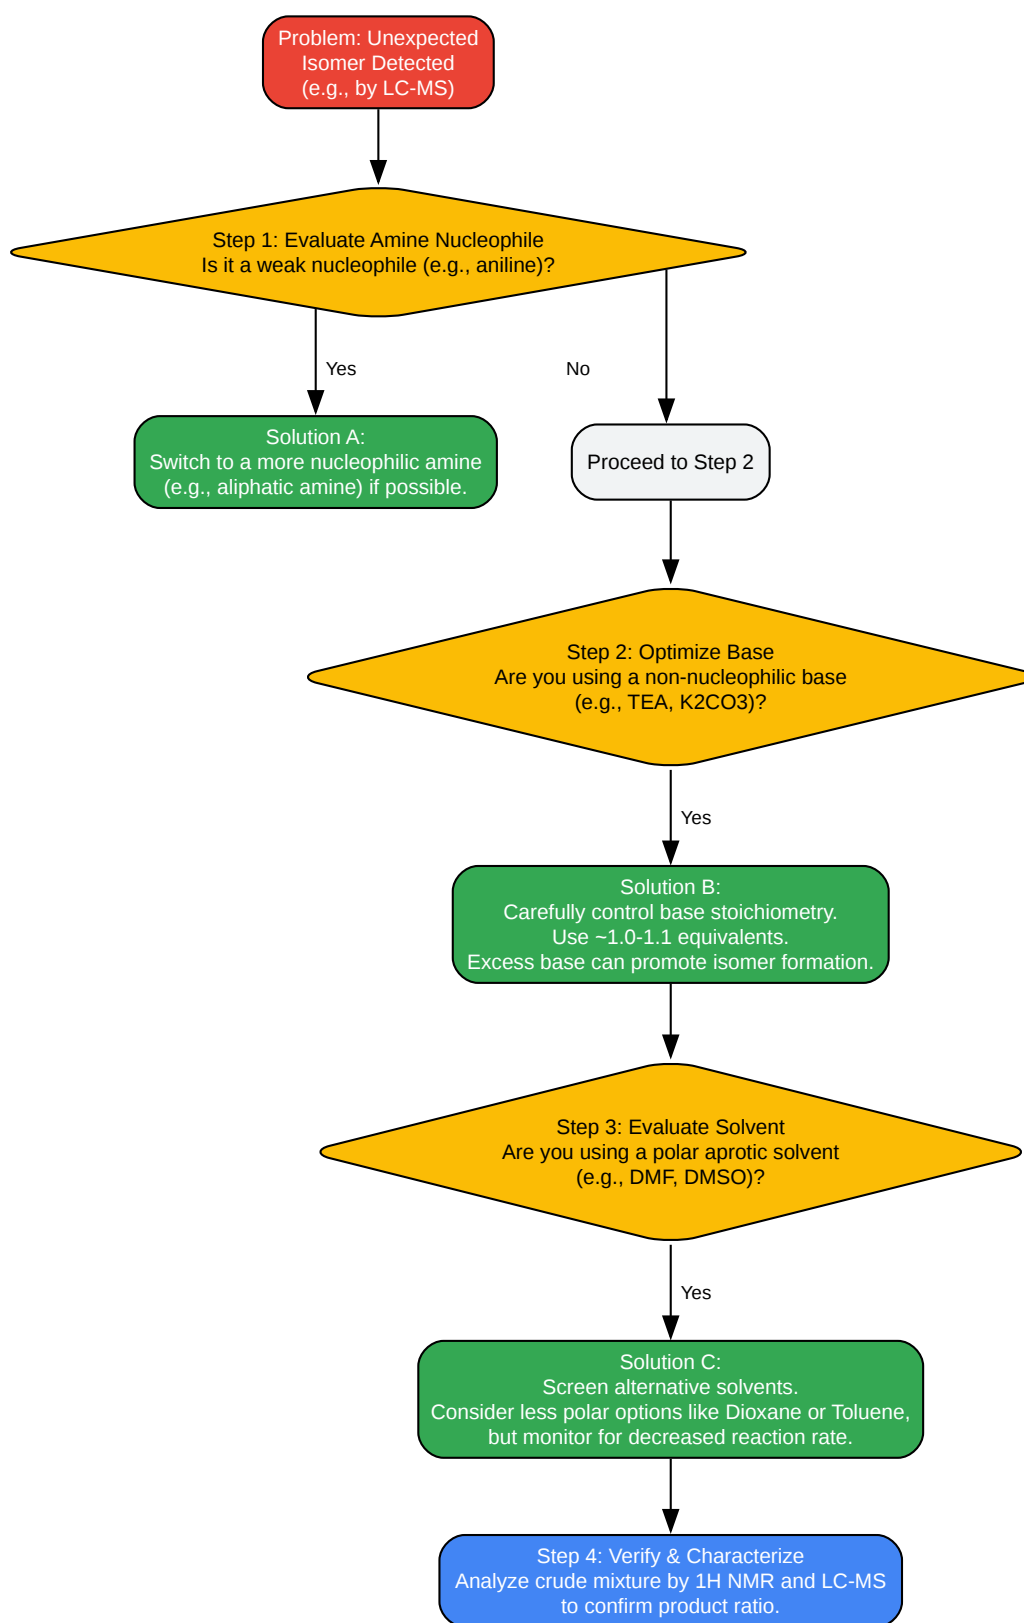 Problem: Unexpected
Isomer Detected
(e.g., by LC-MS)
Step 1: Evaluate Amine Nucleophile
Is it a weak nucleophile (e.g., aniline)?
Yes
No
Solution A:
Switch to a more nucleophilic amine
(e.g., aliphatic amine) if possible.
Proceed to Step 2
Step 2: Optimize Base
Are you using a non-nucleophilic base
(e.g., TEA, K2CO3)?
Yes
Solution B:
Carefully control base stoichiometry.
Use ~1.0-1.1 equivalents.
Excess base can promote isomer formation.
Step 3: Evaluate Solvent
Are you using a polar aprotic solvent
(e.g., DMF, DMSO)?
Yes
Solution C:
Screen alternative solvents.
Consider less polar options like Dioxane or Toluene,
but monitor for decreased reaction rate.
Step 4: Verify & Characterize
Analyze crude mixture by 1H NMR and LC-MS
to confirm product ratio.